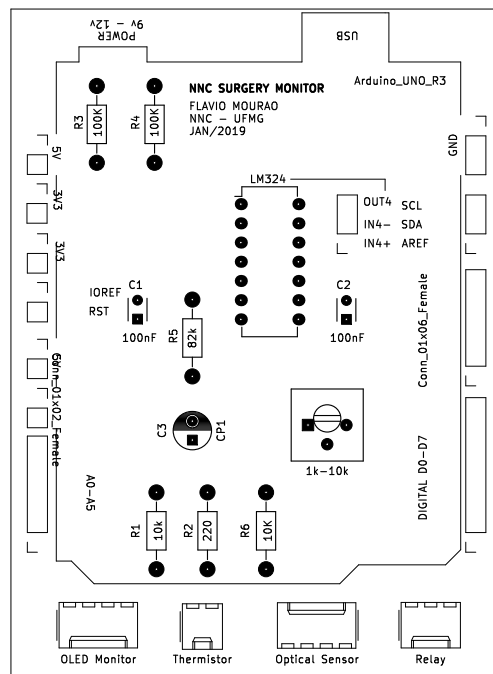 POWER
9v - 12v
USB
NNC SURGERY MONITOR
FLAVIO MOURAO
NNC - UFMG
JAN/2019
Arduino_UNO_R3
R3
100K
R4
100K
5V
3V3
3V3
GND
LM324
OUT4
SCL
IN4-
SDA
IN4+
AREF
IOREF
RST
C1
100nF
R5
82k
C2
100nF
Conn_01x06_Female
5V
Conn_01x02_Female
C3
CP1
1k-10k
A0-A5
DIGITAL D0-D7
R1
10k
R2
220
R6
10K
OLED Monitor
Thermistor
Optical Sensor
Relay